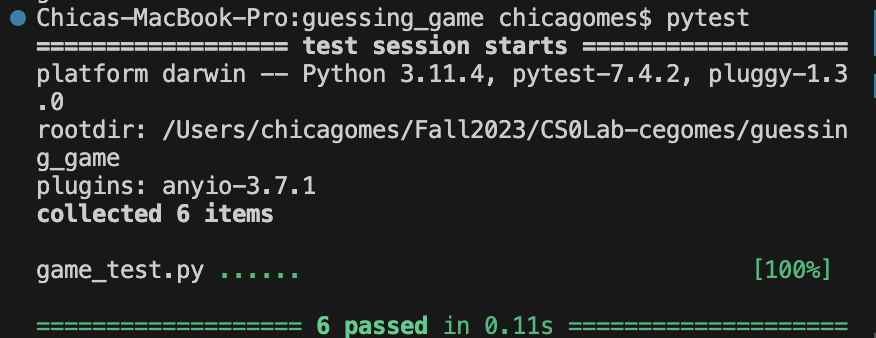 Chicas-MacBook-Pro:guessing_game chicagomes$ pytest
================== test session starts ===================
platform darwin -- Python 3.11.4, pytest-7.4.2, pluggy-1.3
.0
rootdir: /Users/chicagomes/Fall2023/CS0Lab-cegomes/guessin
g_game
plugins: anyio-3.7.1
collected 6 items
game_test.py ...... [100%]
=================== 6 passed in 0.11s ====================